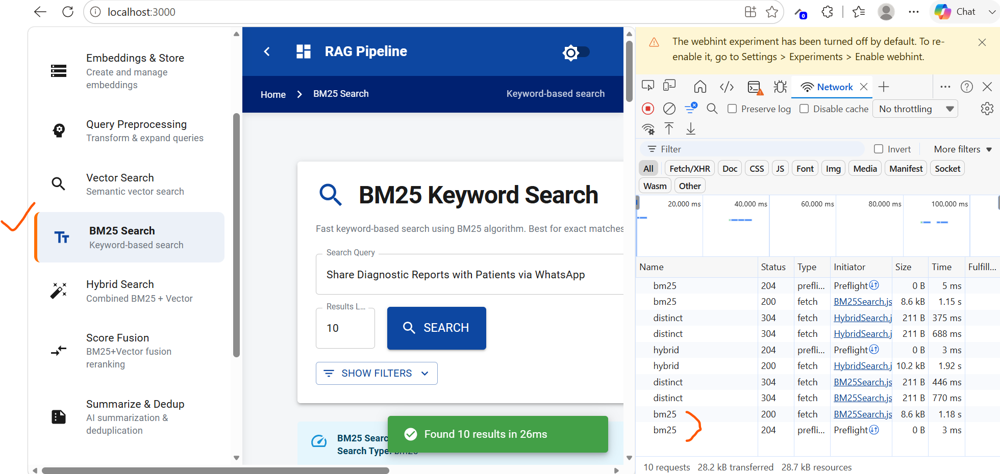 localhost:3000
0
Chat
Embeddings & Store
Create and manage
embeddings
Query Preprocessing
Transform & expand queries
Vector Search
Semantic vector search
BM25 Search
Keyword-based search
Hybrid Search
Combined BM25 + Vector
Score Fusion
BM25+Vector fusion
reranking
Summarize & Dedup
AI summarization &
deduplication
RAG Pipeline
Home
BM25 Search
Keyword-based search
BM25 Keyword Search
Fast keyword-based search using BM25 algorithm. Best for exact matches
Search Query
Share Diagnostic Reports with Patients via WhatsApp
Results L...
10
SEARCH
SHOW FILTERS
BM25 Searc
Search Type: bm25
Found 10 results in 26ms
The webhint experiment has been turned off by default. To re-
enable it, go to Settings > Experiments > Enable webhint.
Network
Preserve log
Disable cache
No throttling
Filter
Invert
More filters
All Fetch/XHR Doc CSS JS Font Img Media Manifest Socket
Wasm Other
20,000 ms 40,000 ms 60,000 ms 80,000 ms 100,000 ms
Name Status Type Initiator Size Time Fulfill...
bm25 204 prefli... Preflight 0 B 5 ms
bm25 200 fetch BM25Search.js 8.6 kB 1.15 s
distinct 304 fetch HybridSearch.j 211 B 375 ms
distinct 304 fetch HybridSearch.j 211 B 688 ms
hybrid 204 prefli... Preflight 0 B 3 ms
hybrid 200 fetch HybridSearch.j 10.2 kB 1.92 s
distinct 304 fetch BM25Search.js 211 B 446 ms
distinct 304 fetch BM25Search.js 211 B 770 ms
bm25 200 fetch BM25Search.js 8.6 kB 1.18 s
bm25 204 prefli... Preflight 0 B 3 ms
10 requests 28.2 kB transferred 28.7 kB resources